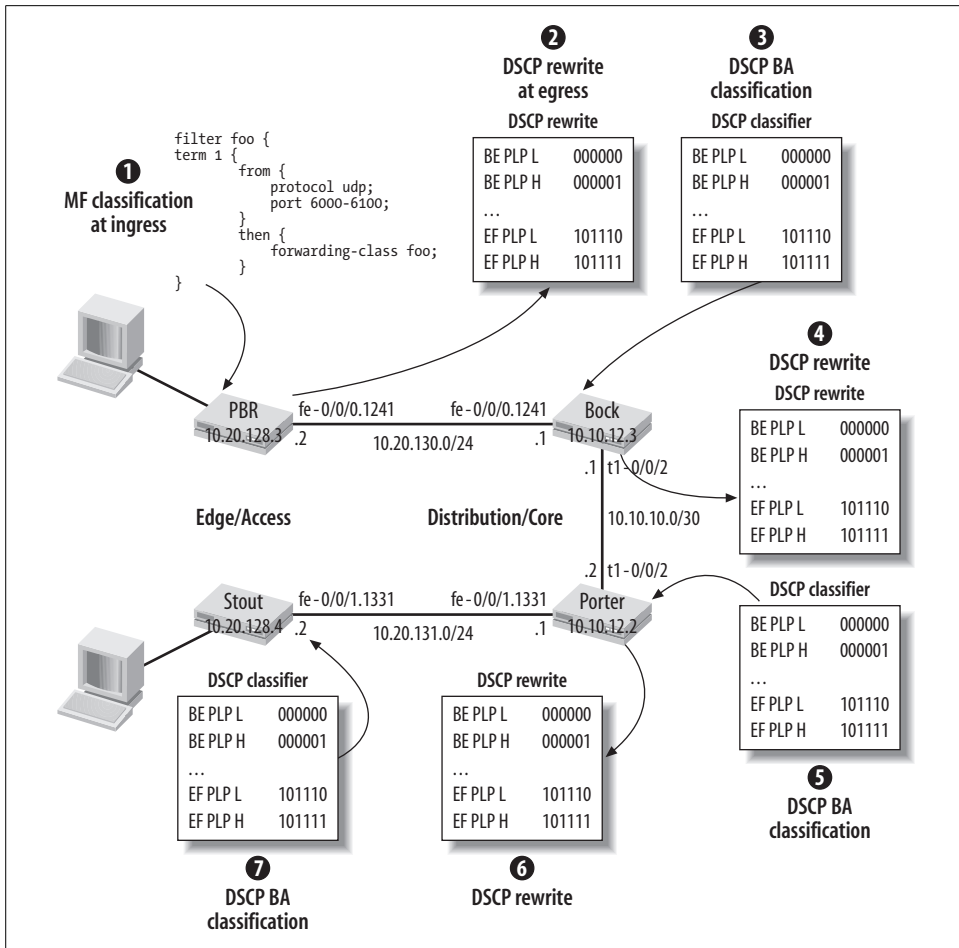 ❷
DSCP rewrite
at egress
DSCP rewrite
BE PLP L 000000
BE PLP H 000001
...
EF PLP L 101110
EF PLP H 101111
❸
DSCP BA
classification
DSCP classifier
BE PLP L 000000
BE PLP H 000001
...
EF PLP L 101110
EF PLP H 101111
filter foo {
term 1 {
from {
protocol udp;
port 6000-6100;
}
then {
forwarding-class foo;
}
}
❶
MF classification
at ingress
❹
DSCP rewrite
DSCP rewrite
BE PLP L 000000
BE PLP H 000001
...
EF PLP L 101110
EF PLP H 101111
PBR
10.20.128.3
fe-0/0/0.1241
.2
10.20.130.0/24
fe-0/0/0.1241
.1
Bock
10.10.12.3
.1 t1-0/0/2
Edge/Access
Distribution/Core
10.10.10.0/30
.2 t1-0/0/2
Stout
10.20.128.4
fe-0/0/1.1331
.2
10.20.131.0/24
fe-0/0/1.1331
.1
Porter
10.10.12.2
DSCP classifier
BE PLP L 000000
BE PLP H 000001
...
EF PLP L 101110
EF PLP H 101111
❺
DSCP BA
classification
DSCP classifier
BE PLP L 000000
BE PLP H 000001
...
EF PLP L 101110
EF PLP H 101111
❼
DSCP BA
classification
DSCP rewrite
BE PLP L 000000
BE PLP H 000001
...
EF PLP L 101110
EF PLP H 101111
❻
DSCP rewrite